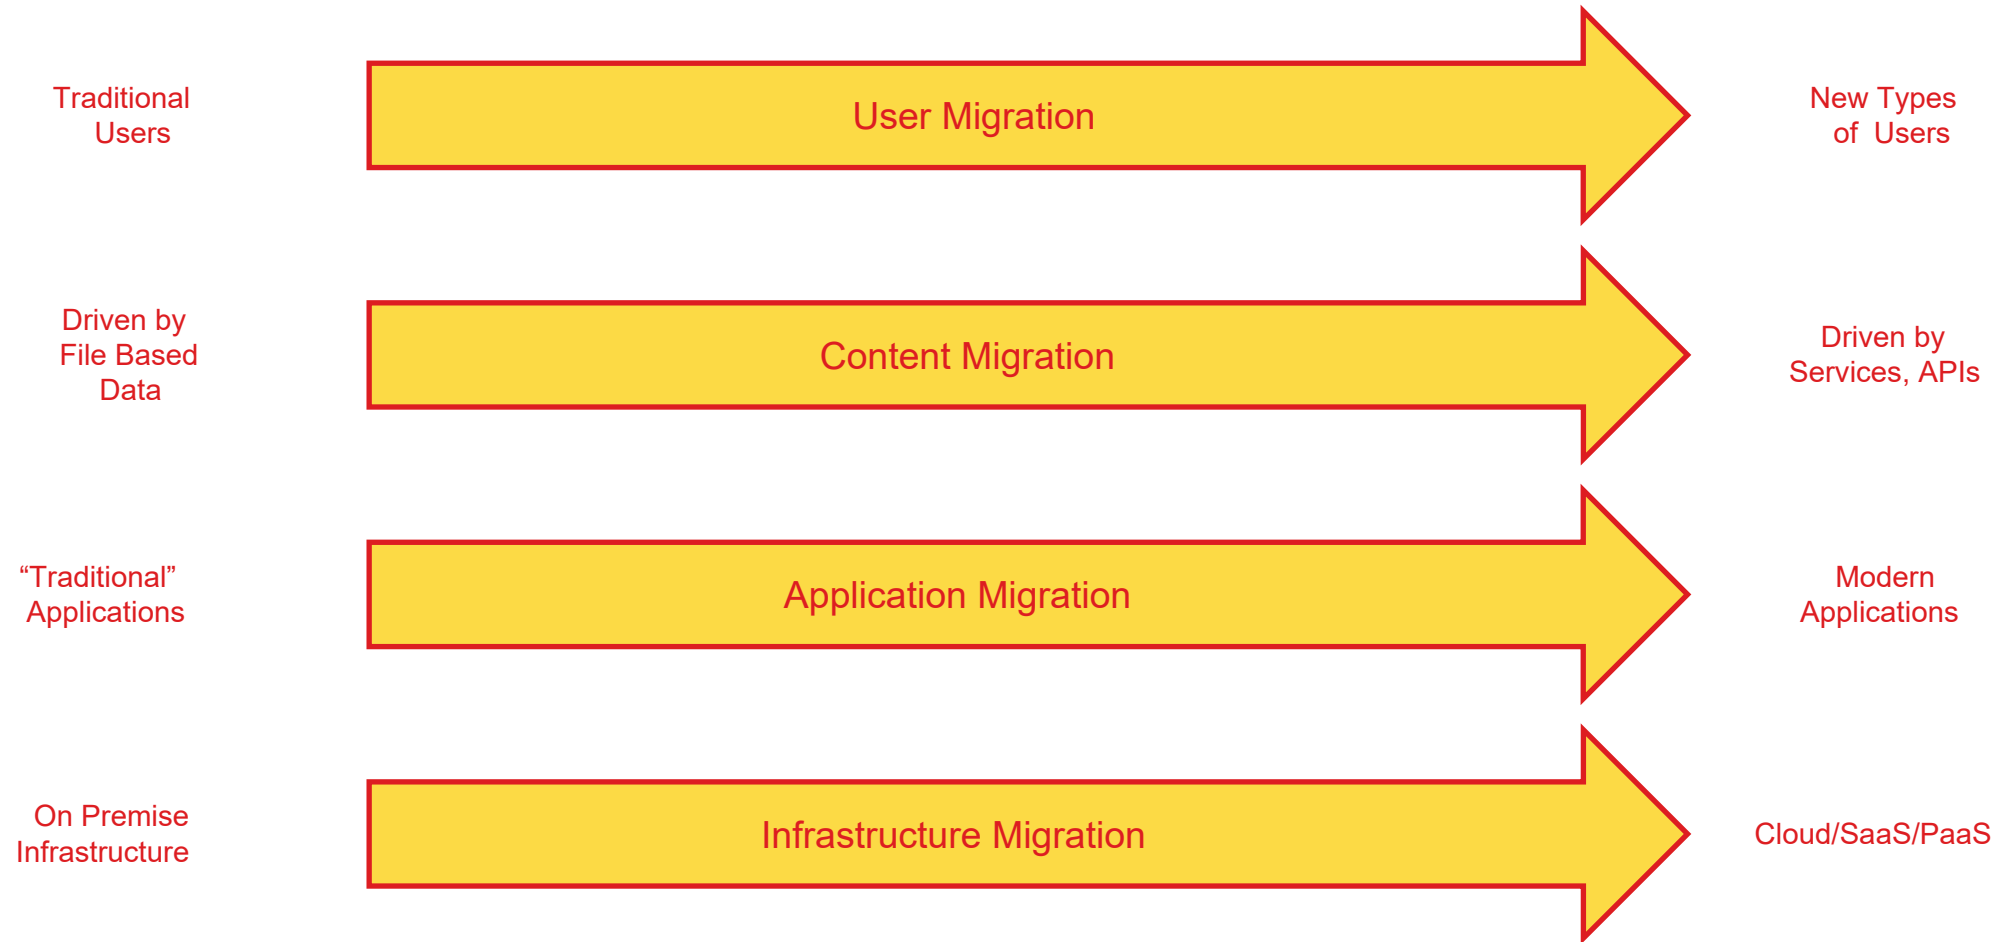 Traditional
Users
User Migration
New Types
of Users
Driven by
File Based
Data
Content Migration
Driven by
Services, APIs
“Traditional”
Applications
Application Migration
Modern
Applications
On Premise
Infrastructure
Infrastructure Migration
Cloud/SaaS/PaaS